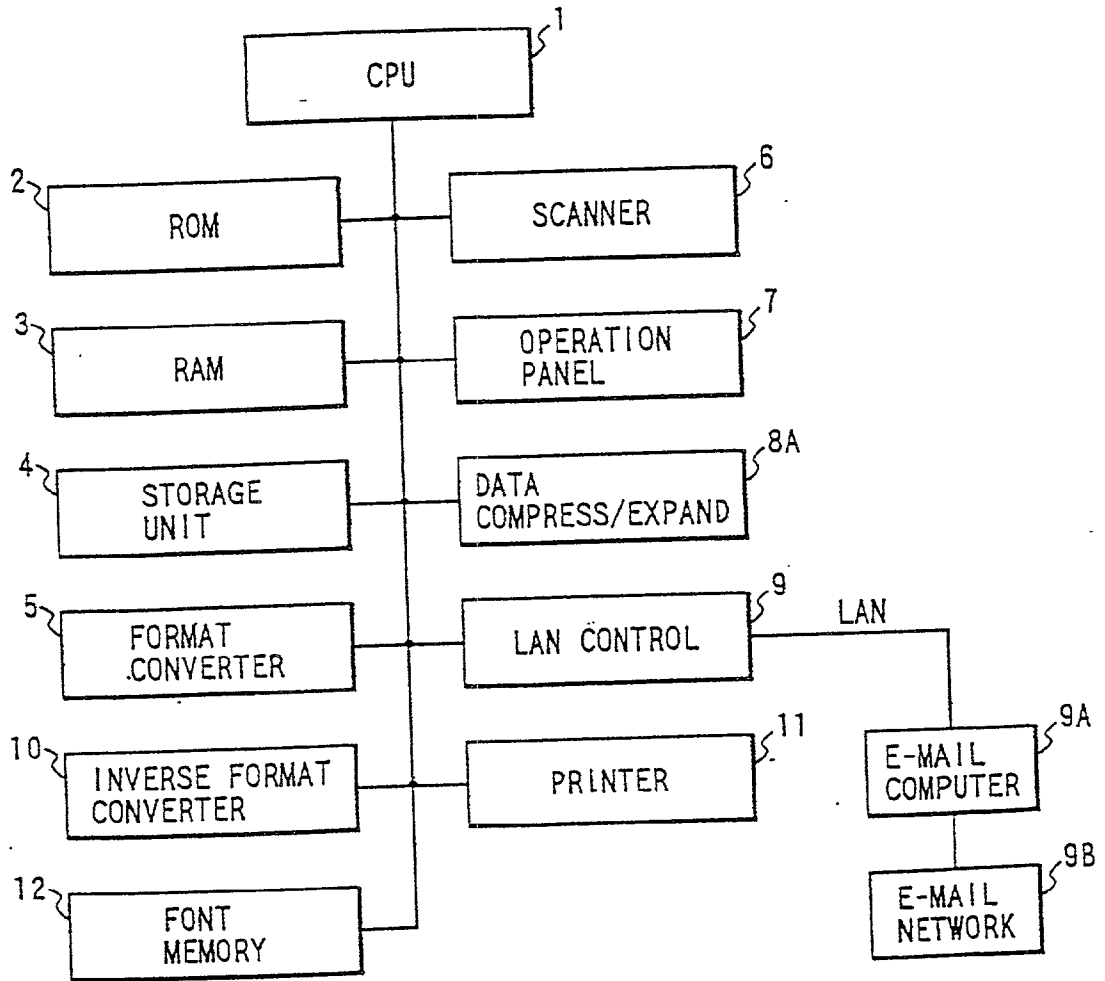 1
CPU
2
ROM
6
SCANNER
3
RAM
7
OPERATION
PANEL
4
STORAGE
UNIT
8A
DATA
COMPRESS/EXPAND
5
FORMAT
CONVERTER
9
LAN CONTROL
LAN
10
INVERSE FORMAT
CONVERTER
11
PRINTER
9A
E-MAIL
COMPUTER
12
FONT
MEMORY
9B
E-MAIL
NETWORK